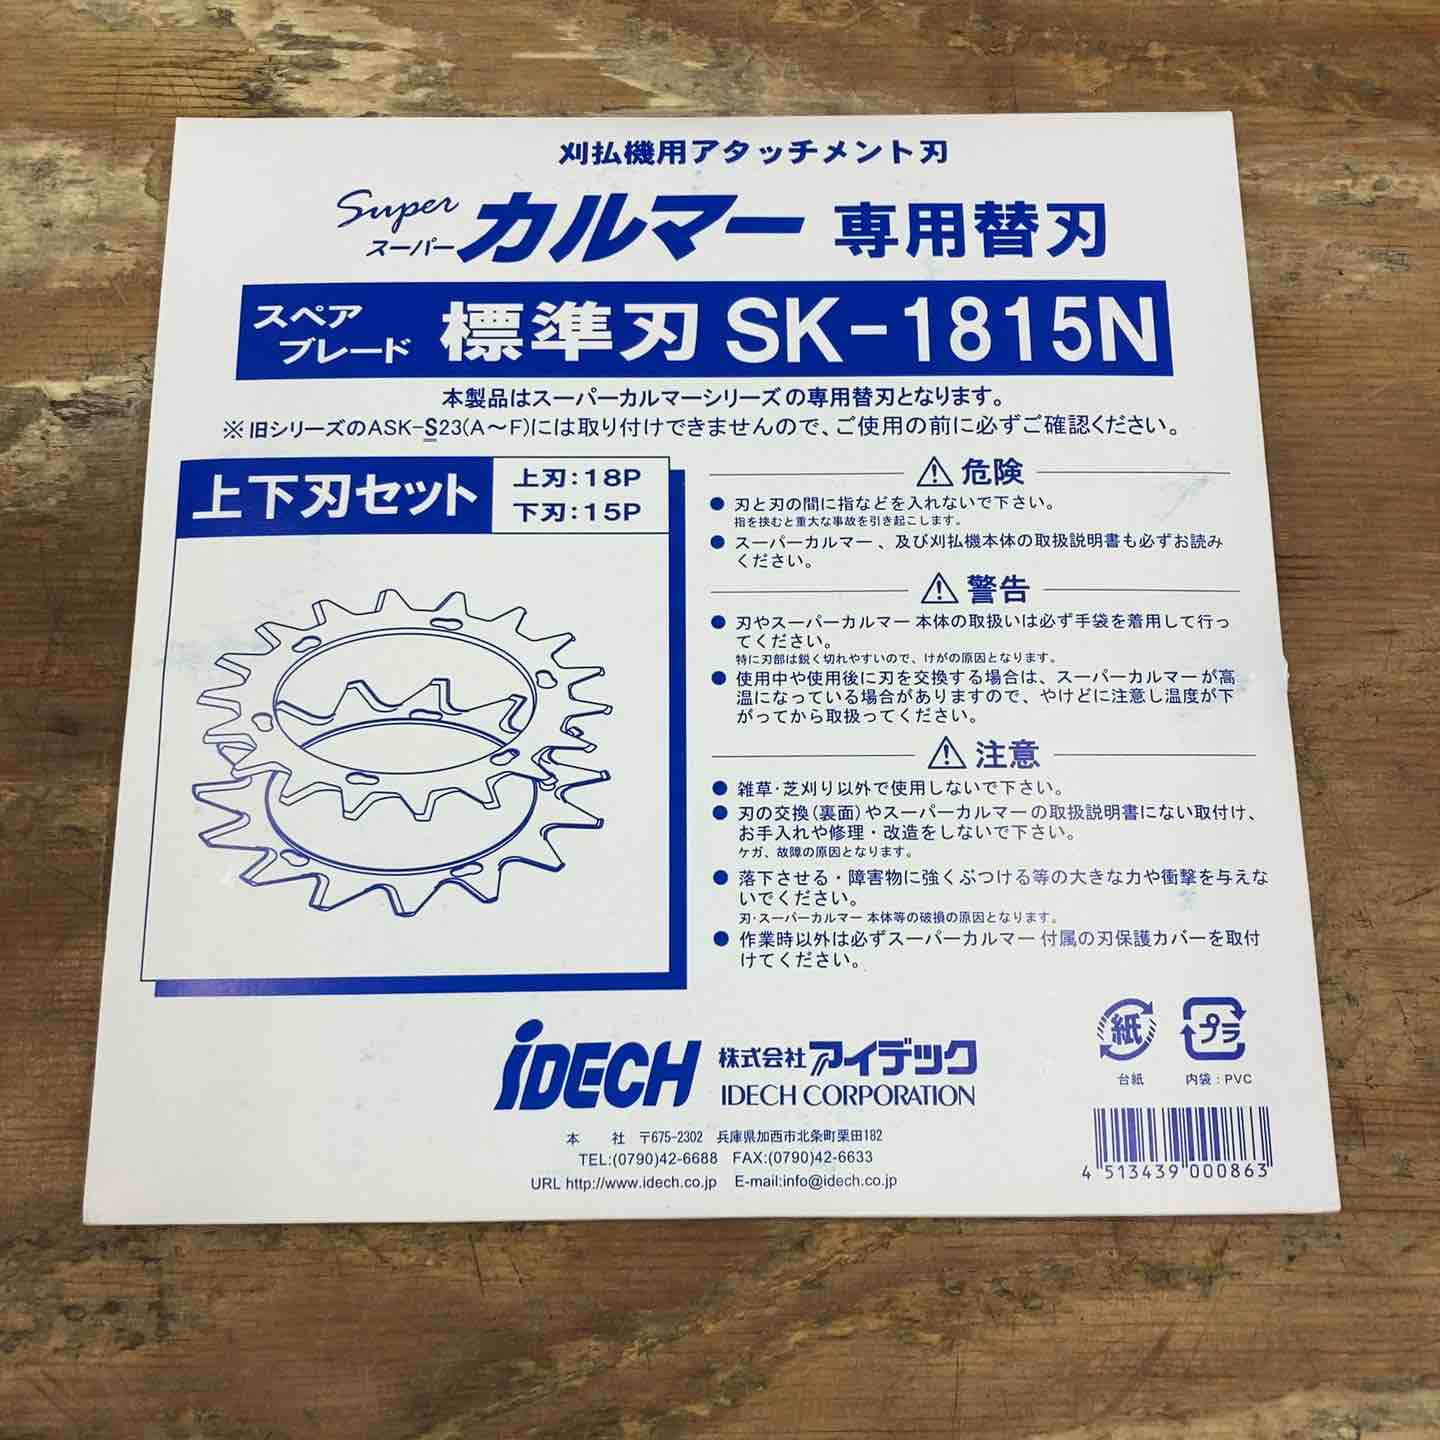 刈払機用アタッチメント刃
Super
スーパー
カルマー 専用替刃
スペア
ブレード
標準刃 SK-1815N
本製品はスーパーカルマーシリーズの専用替刃となります。
※旧シリーズのASK-S23(A～F)には取り付けできませんので、ご使用の前に必ずご確認ください。
上下刃セット
上刃:18P
下刃:15P
⚠ 危険
● 刃と刃の間に指などを入れないで下さい。
指を挟むと重大な事故を引き起こします。
● スーパーカルマー、及び刈払機本体の取扱説明書も必ずお読み
ください。
⚠ 警告
● 刃やスーパーカルマー本体の取扱いは必ず手袋を着用して行っ
てください。
特に刃部は鋭く切れやすいので、けがの原因となります。
● 使用中や使用後に刃を交換する場合は、スーパーカルマーが高
温になっている場合がありますので、やけどに注意し温度が下
がってから取扱ってください。
⚠ 注意
● 雑草・芝刈り以外で使用しないで下さい。
● 刃の交換(裏面)やスーパーカルマーの取扱説明書にない取付け、
お手入れや修理・改造をしないで下さい。
ケガ、故障の原因となります。
● 落下させる・障害物に強くぶつける等の大きな力や衝撃を与えな
いでください。
刃・スーパーカルマー本体等の破損の原因となります。
● 作業時以外は必ずスーパーカルマー付属の刃保護カバーを取付
けてください。
紙
台紙
プラ
内袋:PVC
iDECH
株式会社アイデック
IDECH CORPORATION
本 社 〒675-2302 兵庫県加西市北条町栗田182
TEL:(0790)42-6688 FAX:(0790)42-6633
URL http://www.idech.co.jp E-mail:info@idech.co.jp
4 513439 000863